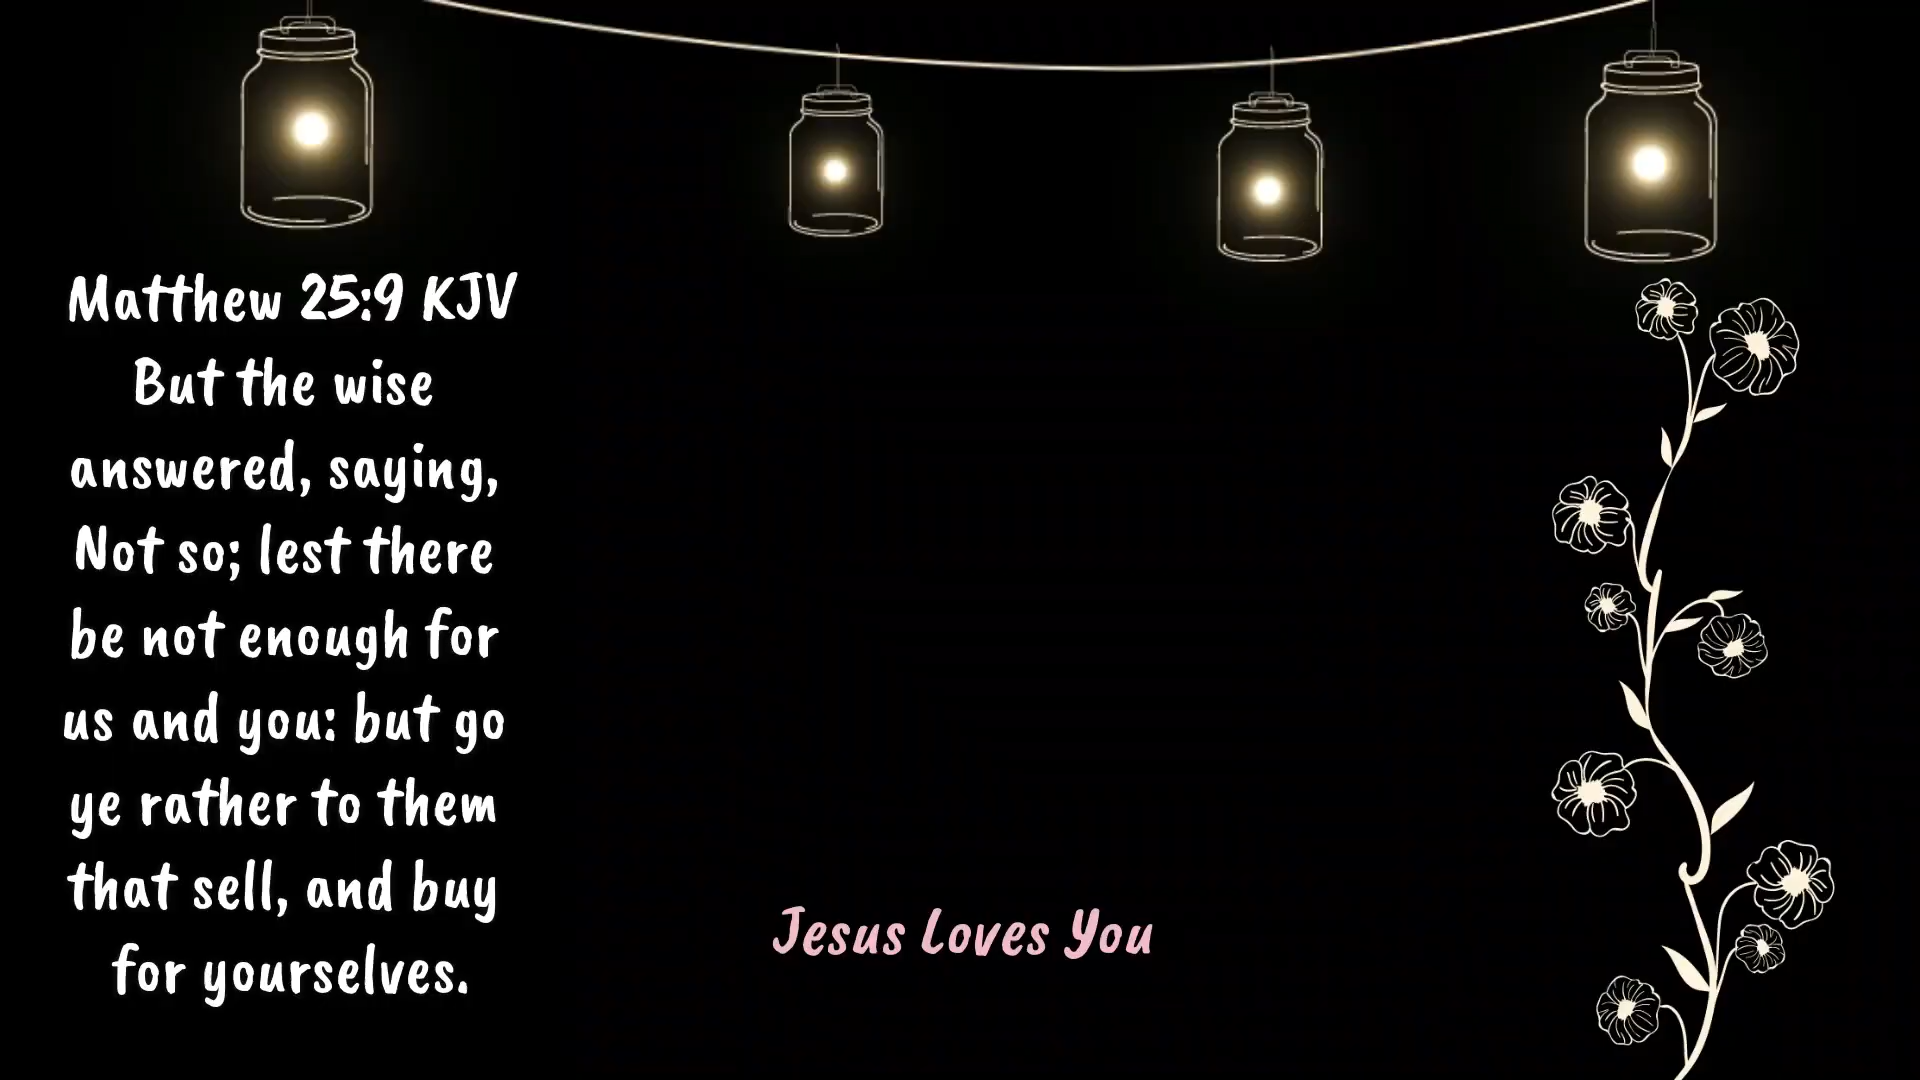 Matthew 25:9 KJV
But the wise
answered, saying,
Not so; lest there
be not enough for
us and you: but go
ye rather to them
that sell, and buy
for yourselves.
Jesus Loves You